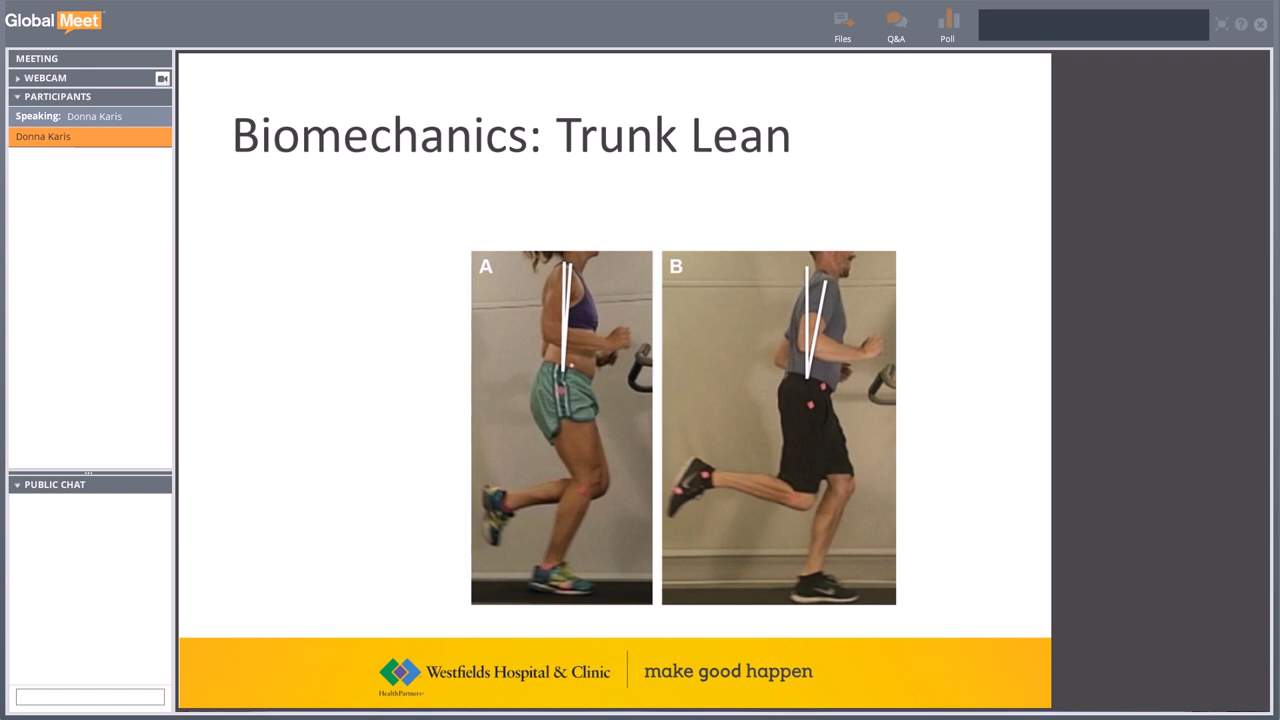 Global Meet
Files
Q&A
Poll
MEETING
WEBCAM
PARTICIPANTS
Speaking: Donna Karis
Donna Karis
PUBLIC CHAT
Biomechanics: Trunk Lean
A
B
Westfields Hospital & Clinic
HealthPartners
make good happen